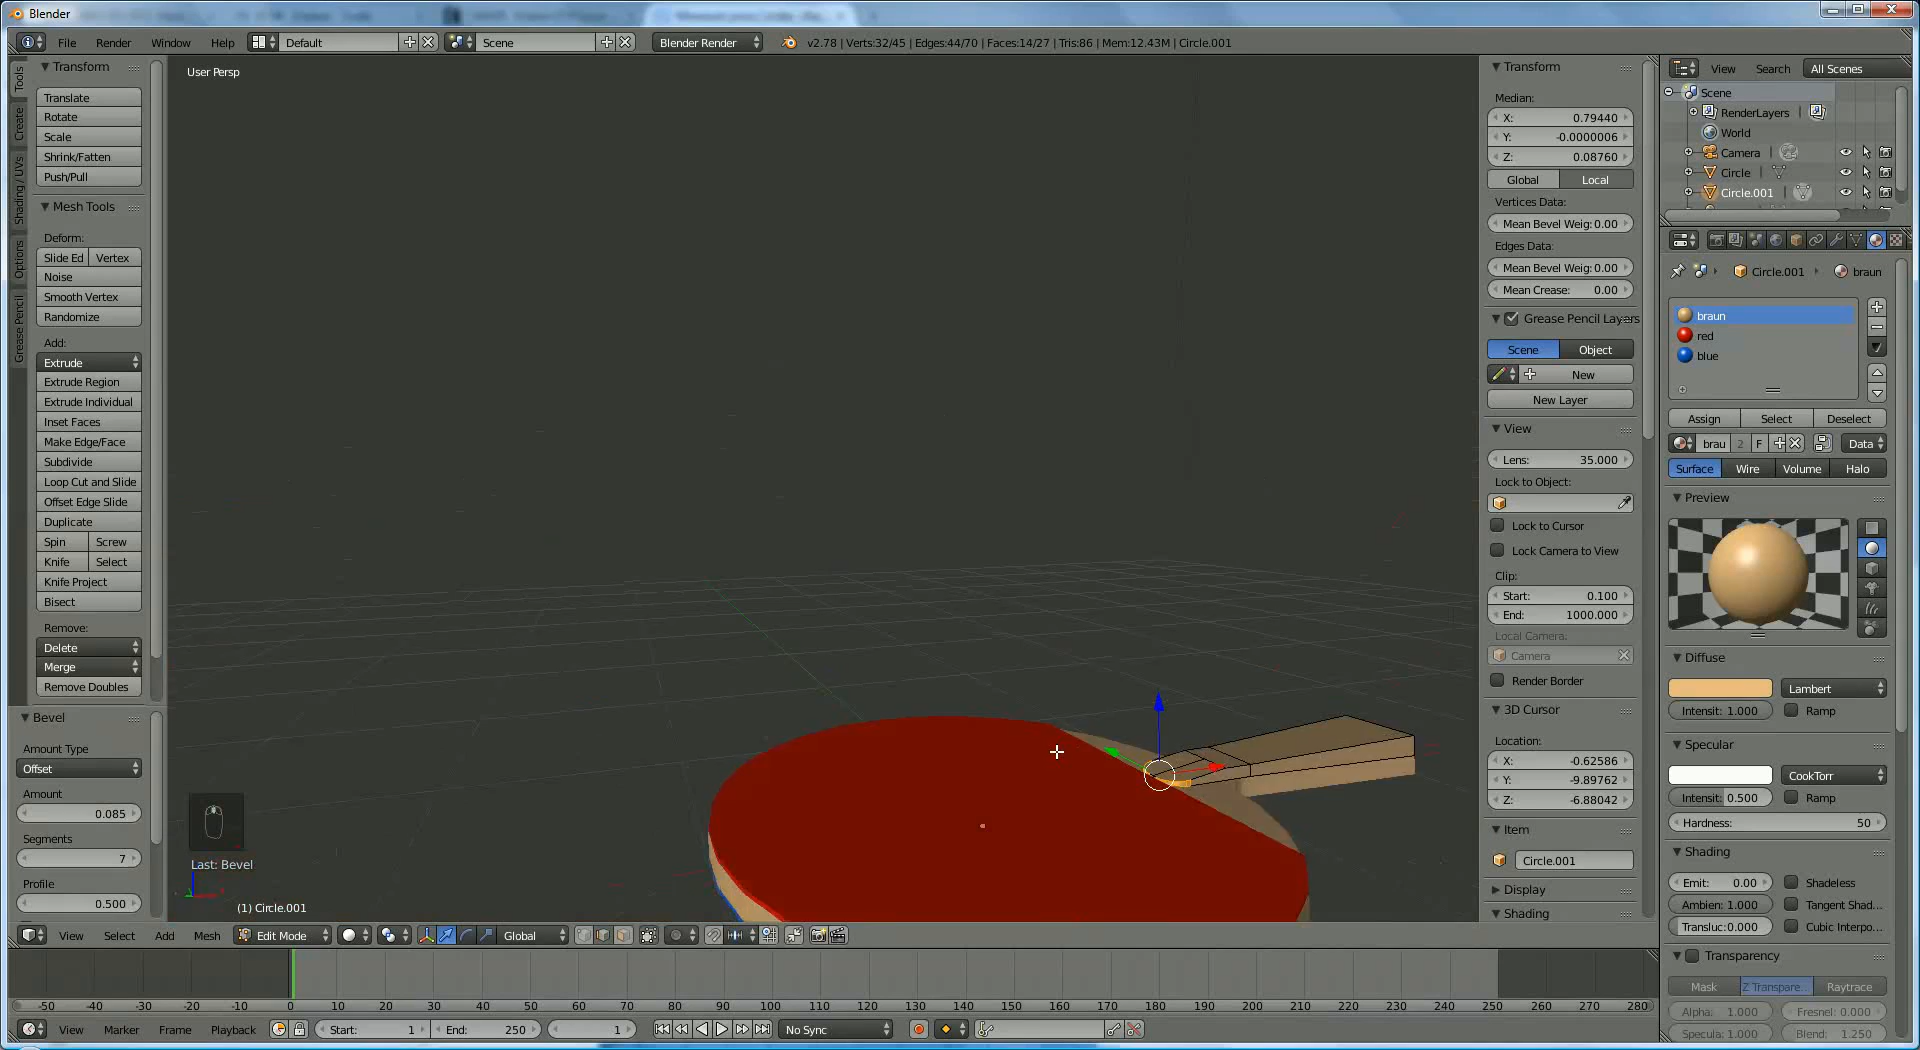 Blender
File Render Window Help Default Scene Blender Render v2.78 | Verts:32/45 | Edges:44/70 | Faces:14/27 | Tris:86 | Mem:12.43M | Circle.001
Tools
Create
Shading / UVs
Options
Grease Pencil
Transform
Translate
Rotate
Scale
Shrink/Fatten
Push/Pull
Mesh Tools
Deform:
Slide Ed Vertex
Noise
Smooth Vertex
Randomize
Add:
Extrude
Extrude Region
Extrude Individual
Inset Faces
Make Edge/Face
Subdivide
Loop Cut and Slide
Offset Edge Slide
Duplicate
Spin Screw
Knife Select
Knife Project
Bisect
Remove:
Delete
Merge
Remove Doubles
Bevel
Amount Type
Offset
Amount
0.085
Segments
7
Profile
0.500
User Persp
Last: Bevel
(1) Circle.001
Transform
Median:
X: 0.79440
Y: -0.0000006
Z: 0.08760
Global Local
Vertices Data:
Mean Bevel Weig: 0.00
Edges Data:
Mean Bevel Weig: 0.00
Mean Crease: 0.00
Grease Pencil Layers
Scene Object
New
New Layer
View
Lens: 35.000
Lock to Object:
Lock to Cursor
Lock Camera to View
Clip:
Start: 0.100
End: 1000.000
Local Camera:
Camera
Render Border
3D Cursor
Location:
X: -0.62586
Y: -9.89762
Z: -6.88042
Item
Circle.001
Display
Shading
View Search All Scenes
Scene
RenderLayers
World
Camera
Circle
Circle.001
Circle.001 braun
braun
red
blue
Assign Select Deselect
brau 2 F Data
Surface Wire Volume Halo
Preview
Diffuse
Lambert
Intensit: 1.000 Ramp
Specular
CookTorr
Intensit: 0.500 Ramp
Hardness: 50
Shading
Emit: 0.00 Shadeless
Ambien: 1.000 Tangent Shad...
Transluc: 0.000 Cubic Interpo...
Transparency
Mask Z Transpare... Raytrace
Alpha: 1.000 Fresnel: 0.000
Specula: 1.000 Blend: 1.250
View Select Add Mesh Edit Mode Global
-50 -40 -30 -20 -10 0 10 20 30 40 50 60 70 80 90 100 110 120 130 140 150 160 170 180 190 200 210 220 230 240 250 260 270 280
View Marker Frame Playback Start: 1 End: 250 1 No Sync